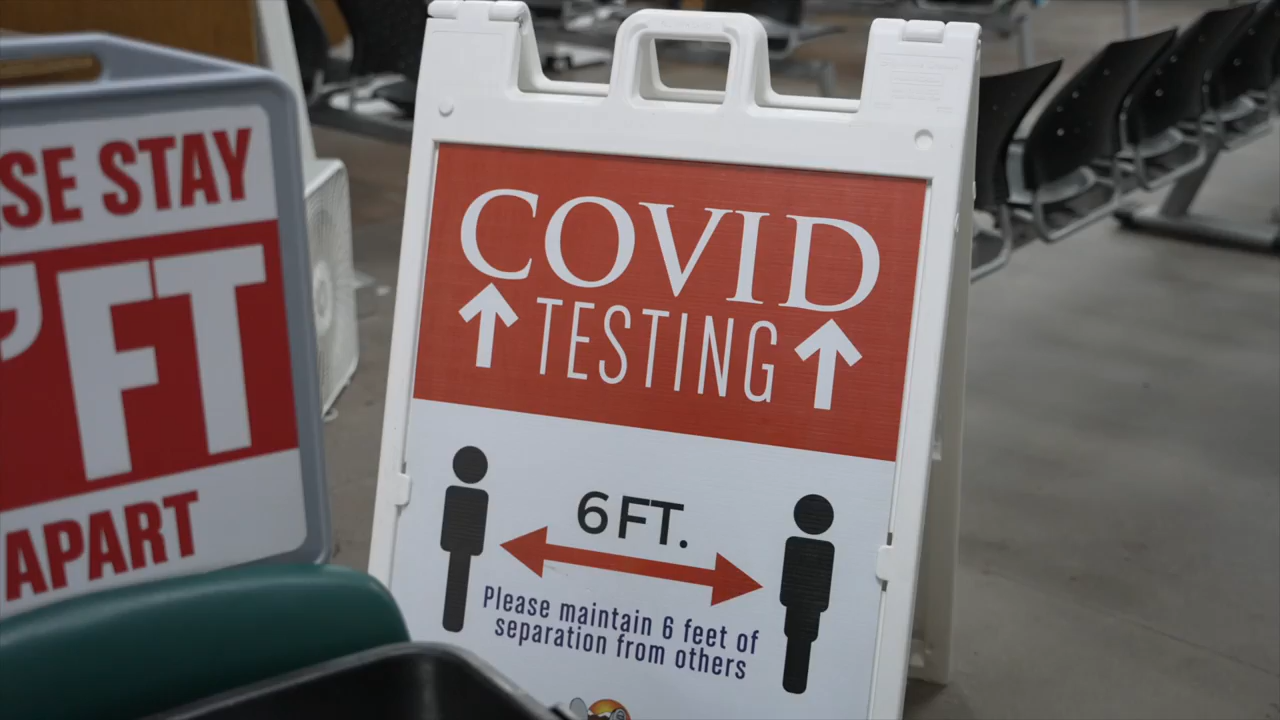 SE STAY
'FT
APART
COVID
TESTING
6 FT.
Please maintain 6 feet of
separation from others